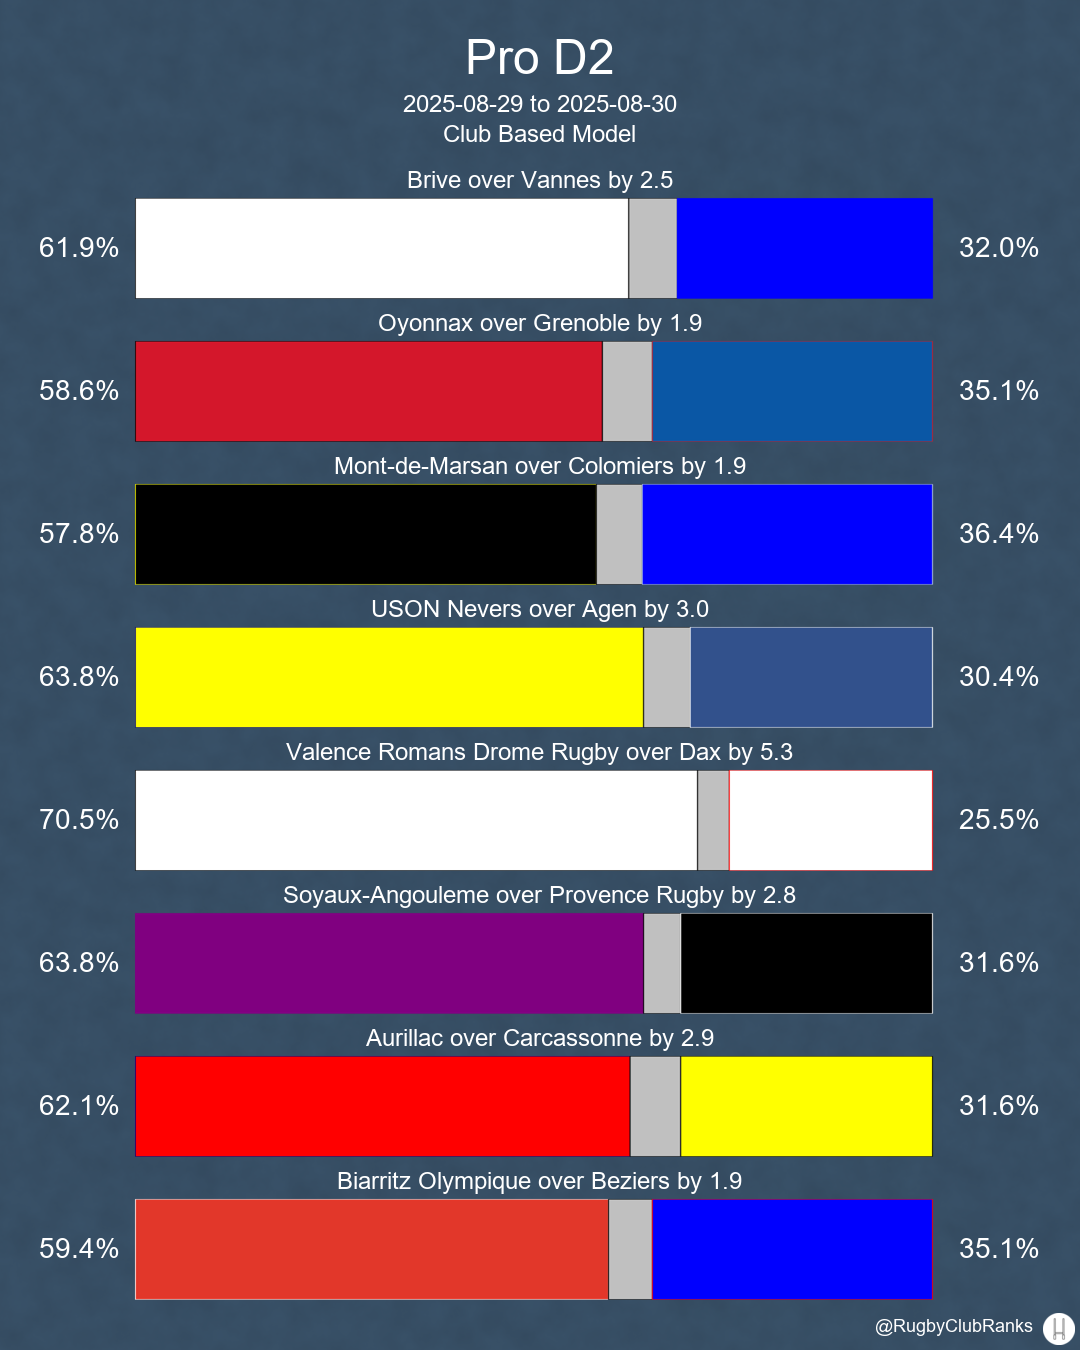 Pro D2
2025-08-29 to 2025-08-30
Club Based Model
Brive over Vannes by 2.5
61.9%
32.0%
Oyonnax over Grenoble by 1.9
58.6%
35.1%
Mont-de-Marsan over Colomiers by 1.9
57.8%
36.4%
USON Nevers over Agen by 3.0
63.8%
30.4%
Valence Romans Drome Rugby over Dax by 5.3
70.5%
25.5%
Soyaux-Angouleme over Provence Rugby by 2.8
63.8%
31.6%
Aurillac over Carcassonne by 2.9
62.1%
31.6%
Biarritz Olympique over Beziers by 1.9
59.4%
35.1%
@RugbyClubRanks